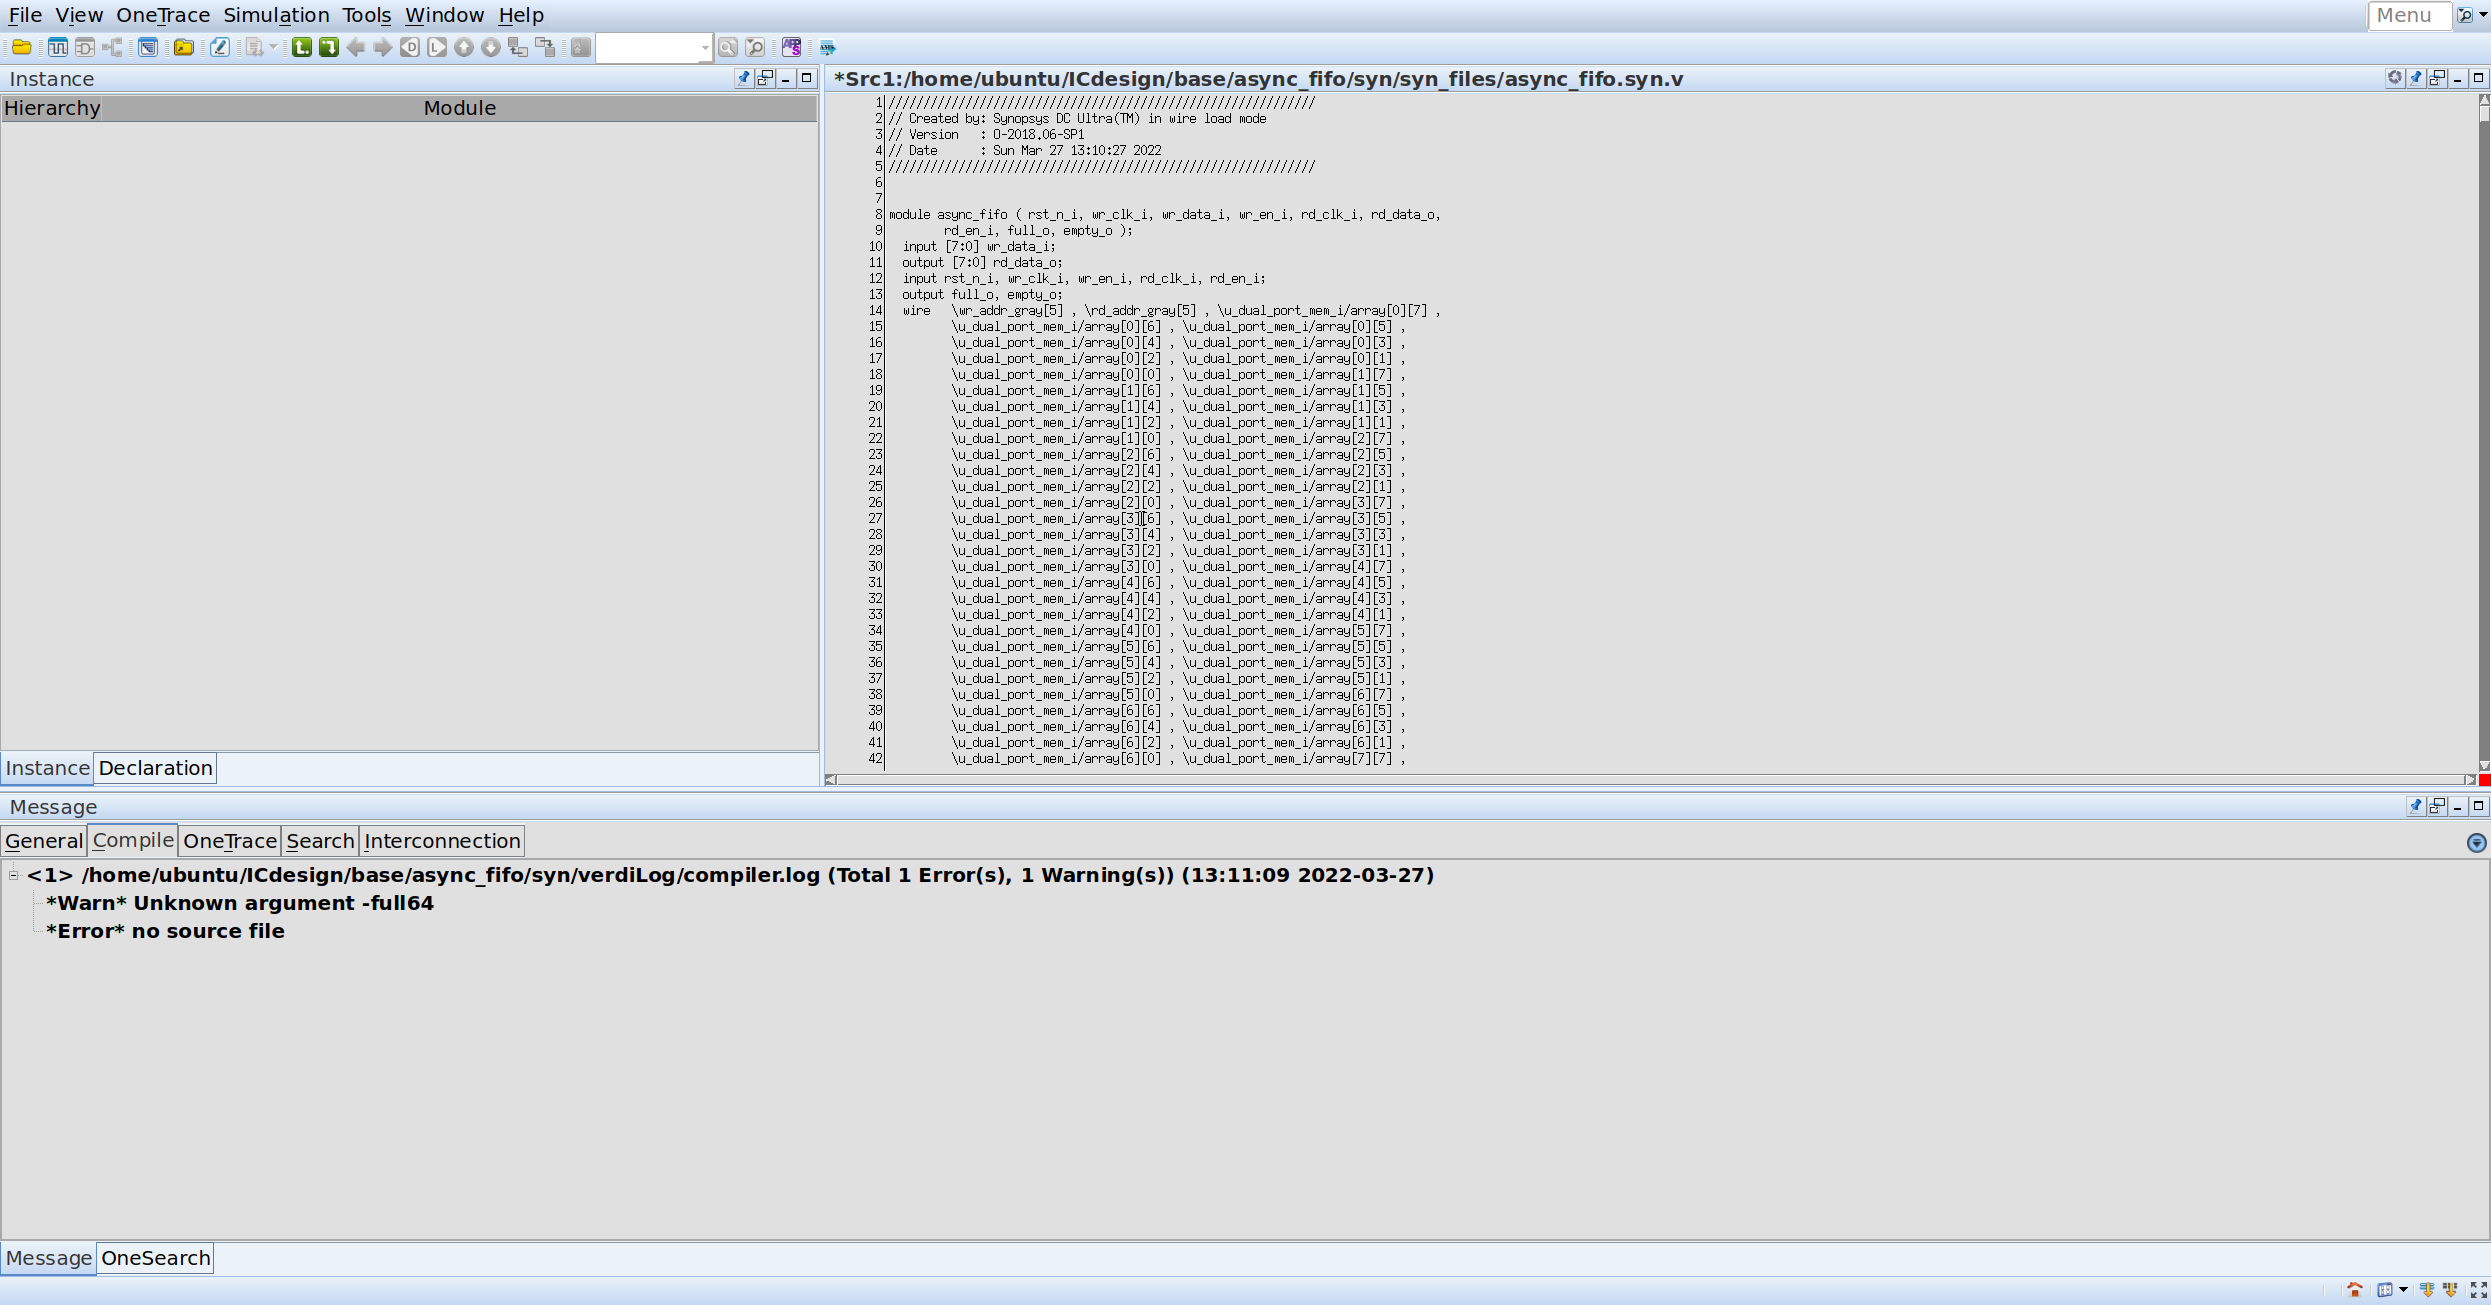 File View OneTrace Simulation Tools Window Help
Menu
Instance
Hierarchy Module
Instance Declaration
*Src1:/home/ubuntu/ICdesign/base/async_fifo/syn/syn_files/async_fifo.syn.v
1 /////////////////////////////////////////////////////////////
2 // Created by: Synopsys DC Ultra(TM) in wire load mode
3 // Version   : O-2018.06-SP1
4 // Date      : Sun Mar 27 13:10:27 2022
5 /////////////////////////////////////////////////////////////
6
7
8 module async_fifo ( rst_n_i, wr_clk_i, wr_data_i, wr_en_i, rd_clk_i, rd_data_o,
9 rd_en_i, full_o, empty_o );
10 input [7:0] wr_data_i;
11 output [7:0] rd_data_o;
12 input rst_n_i, wr_clk_i, wr_en_i, rd_clk_i, rd_en_i;
13 output full_o, empty_o;
14 wire \wr_addr_gray[5] , \rd_addr_gray[5] , \u_dual_port_mem_i/array[0][7] ,
15 \u_dual_port_mem_i/array[0][6] , \u_dual_port_mem_i/array[0][5] ,
16 \u_dual_port_mem_i/array[0][4] , \u_dual_port_mem_i/array[0][3] ,
17 \u_dual_port_mem_i/array[0][2] , \u_dual_port_mem_i/array[0][1] ,
18 \u_dual_port_mem_i/array[0][0] , \u_dual_port_mem_i/array[1][7] ,
19 \u_dual_port_mem_i/array[1][6] , \u_dual_port_mem_i/array[1][5] ,
20 \u_dual_port_mem_i/array[1][4] , \u_dual_port_mem_i/array[1][3] ,
21 \u_dual_port_mem_i/array[1][2] , \u_dual_port_mem_i/array[1][1] ,
22 \u_dual_port_mem_i/array[1][0] , \u_dual_port_mem_i/array[2][7] ,
23 \u_dual_port_mem_i/array[2][6] , \u_dual_port_mem_i/array[2][5] ,
24 \u_dual_port_mem_i/array[2][4] , \u_dual_port_mem_i/array[2][3] ,
25 \u_dual_port_mem_i/array[2][2] , \u_dual_port_mem_i/array[2][1] ,
26 \u_dual_port_mem_i/array[2][0] , \u_dual_port_mem_i/array[3][7] ,
27 \u_dual_port_mem_i/array[3][6] , \u_dual_port_mem_i/array[3][5] ,
28 \u_dual_port_mem_i/array[3][4] , \u_dual_port_mem_i/array[3][3] ,
29 \u_dual_port_mem_i/array[3][2] , \u_dual_port_mem_i/array[3][1] ,
30 \u_dual_port_mem_i/array[3][0] , \u_dual_port_mem_i/array[4][7] ,
31 \u_dual_port_mem_i/array[4][6] , \u_dual_port_mem_i/array[4][5] ,
32 \u_dual_port_mem_i/array[4][4] , \u_dual_port_mem_i/array[4][3] ,
33 \u_dual_port_mem_i/array[4][2] , \u_dual_port_mem_i/array[4][1] ,
34 \u_dual_port_mem_i/array[4][0] , \u_dual_port_mem_i/array[5][7] ,
35 \u_dual_port_mem_i/array[5][6] , \u_dual_port_mem_i/array[5][5] ,
36 \u_dual_port_mem_i/array[5][4] , \u_dual_port_mem_i/array[5][3] ,
37 \u_dual_port_mem_i/array[5][2] , \u_dual_port_mem_i/array[5][1] ,
38 \u_dual_port_mem_i/array[5][0] , \u_dual_port_mem_i/array[6][7] ,
39 \u_dual_port_mem_i/array[6][6] , \u_dual_port_mem_i/array[6][5] ,
40 \u_dual_port_mem_i/array[6][4] , \u_dual_port_mem_i/array[6][3] ,
41 \u_dual_port_mem_i/array[6][2] , \u_dual_port_mem_i/array[6][1] ,
42 \u_dual_port_mem_i/array[6][0] , \u_dual_port_mem_i/array[7][7] ,
Message
General Compile OneTrace Search Interconnection
<1> /home/ubuntu/ICdesign/base/async_fifo/syn/verdiLog/compiler.log (Total 1 Error(s), 1 Warning(s)) (13:11:09 2022-03-27)
*Warn* Unknown argument -full64
*Error* no source file
Message OneSearch